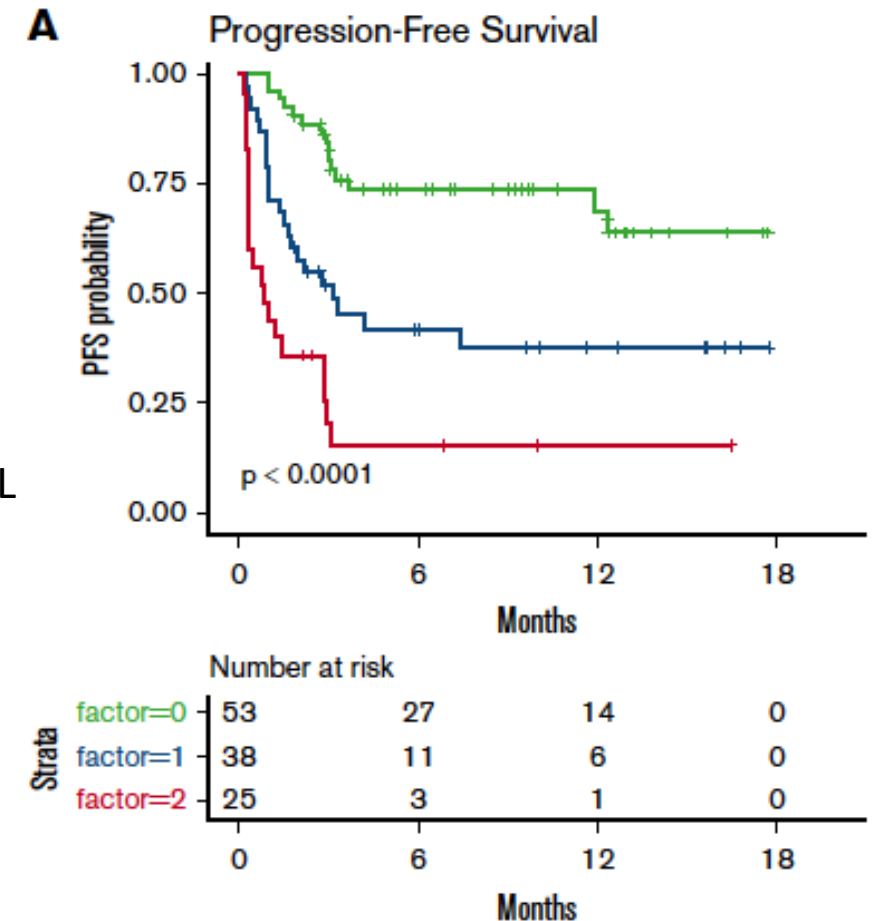 A
Progression-Free Survival
1.00
0.75
0.50
0.25
0.00
PFS probability
L
p < 0.0001
0 6 12 18
Months
Number at risk
Strata
factor=0 53 27 14 0
factor=1 38 11 6 0
factor=2 25 3 1 0
0 6 12 18
Months